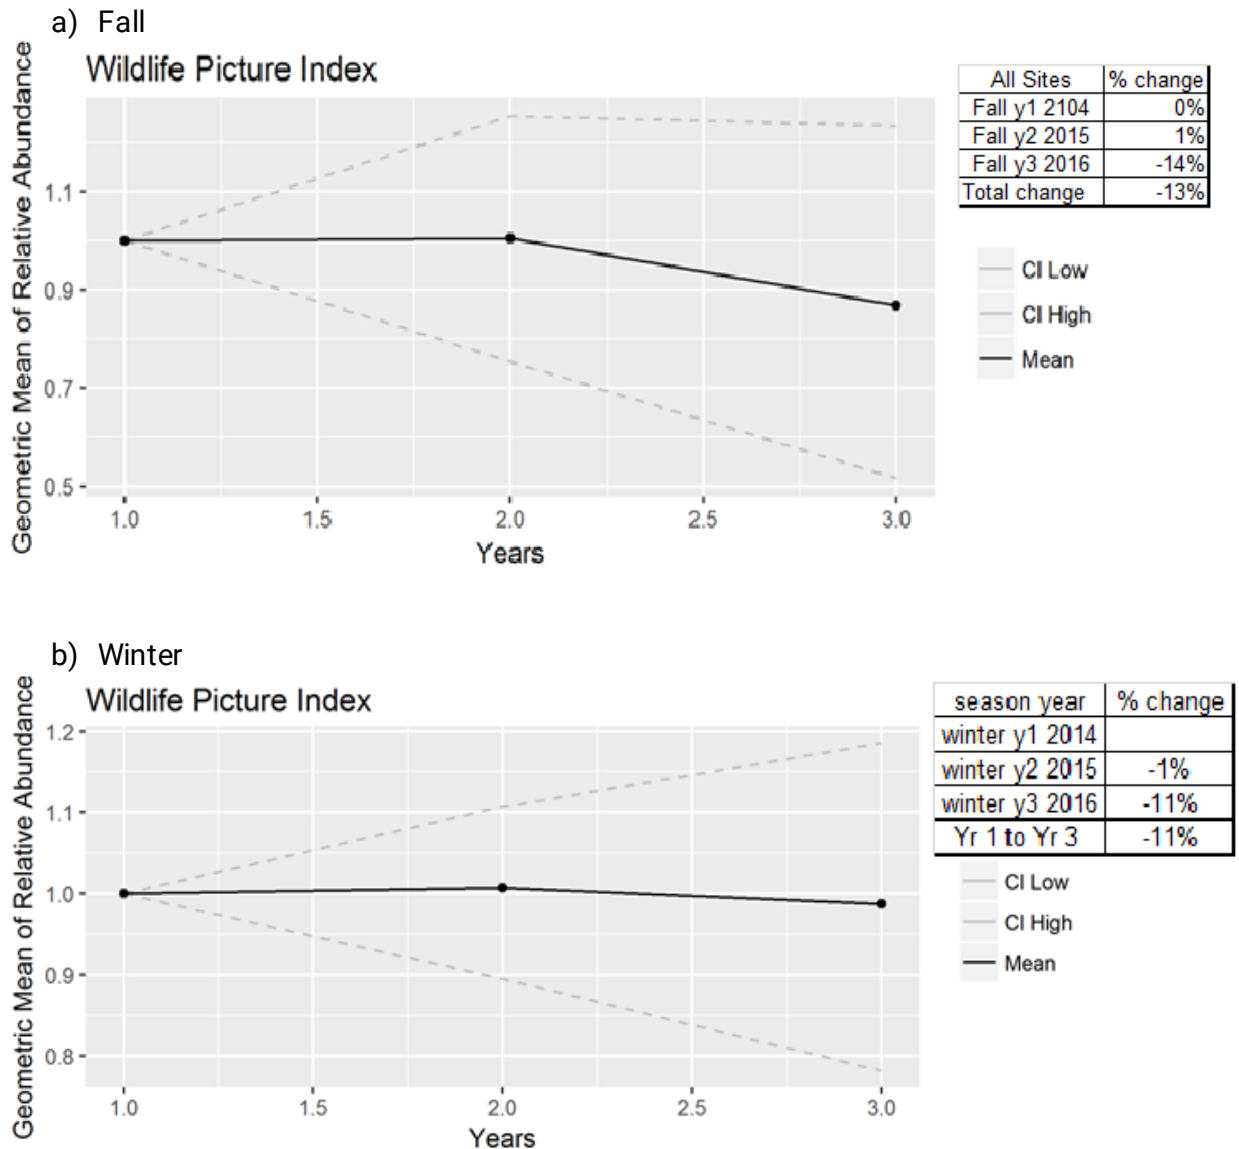 a) Fall
Wildlife Picture Index
Geometric Mean of Relative Abundance
1.1
0.9
0.7
0.5
1.0 1.5 2.0 2.5 3.0
Years
All Sites % change
Fall y1 2104 0%
Fall y2 2015 1%
Fall y3 2016 -14%
Total change -13%
CI Low
CI High
Mean
b) Winter
Wildlife Picture Index
Geometric Mean of Relative Abundance
1.2
1.1
1.0
0.9
0.8
1.0 1.5 2.0 2.5 3.0
Years
season year % change
winter y1 2014
winter y2 2015 -1%
winter y3 2016 -11%
Yr 1 to Yr 3 -11%
CI Low
CI High
Mean